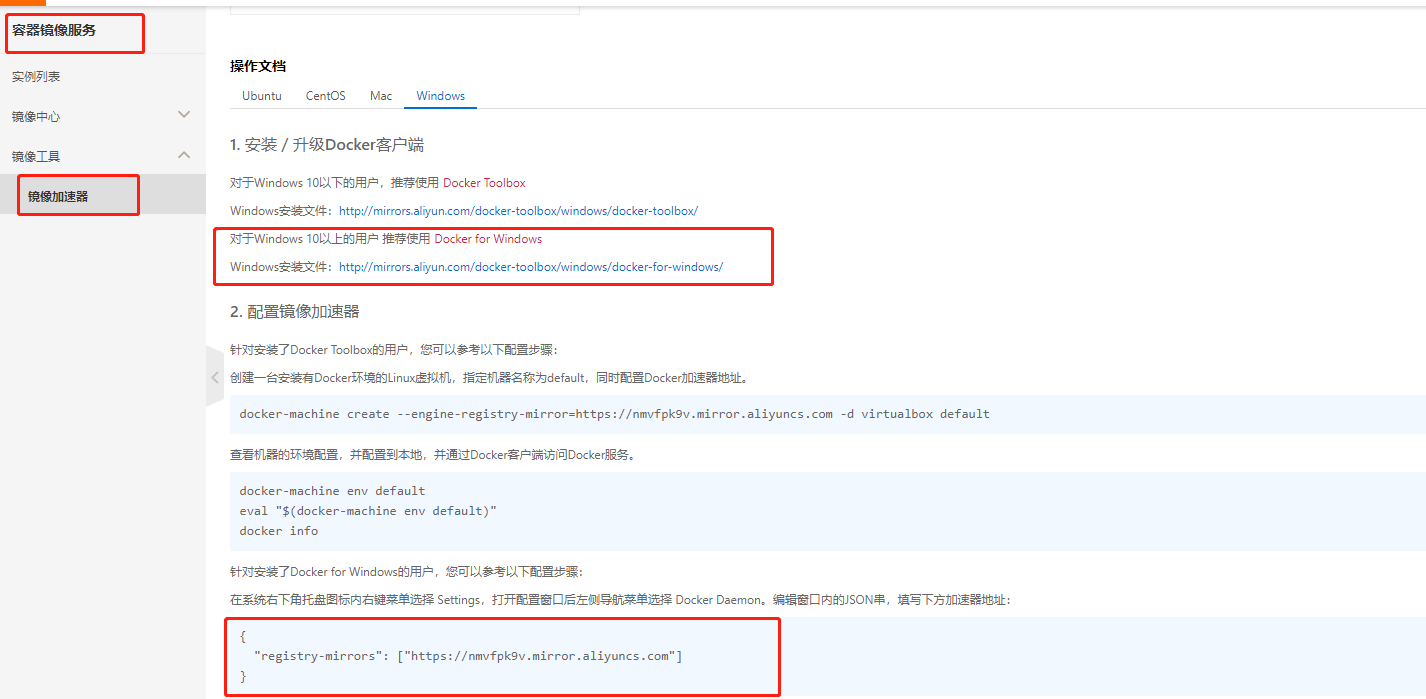 容器镜像服务
实例列表
镜像中心
镜像工具
镜像加速器
操作文档
Ubuntu CentOS Mac Windows
1. 安装 / 升级Docker客户端
对于Windows 10以下的用户，推荐使用 Docker Toolbox
Windows安装文件：http://mirrors.aliyun.com/docker-toolbox/windows/docker-toolbox/
对于Windows 10以上的用户 推荐使用 Docker for Windows
Windows安装文件：http://mirrors.aliyun.com/docker-toolbox/windows/docker-for-windows/
2. 配置镜像加速器
针对安装了Docker Toolbox的用户，您可以参考以下配置步骤：
创建一台安装有Docker环境的Linux虚拟机，指定机器名称为default，同时配置Docker加速器地址。
docker-machine create --engine-registry-mirror=https://nmvfpk9v.mirror.aliyuncs.com -d virtualbox default
查看机器的环境配置，并配置到本地，并通过Docker客户端访问Docker服务。
docker-machine env default
eval "$(docker-machine env default)"
docker info
针对安装了Docker for Windows的用户，您可以参考以下配置步骤：
在系统右下角托盘图标内右键菜单选择 Settings，打开配置窗口后左侧导航菜单选择 Docker Daemon。编辑窗口内的JSON串，填写下方加速器地址：
{
"registry-mirrors": ["https://nmvfpk9v.mirror.aliyuncs.com"]
}